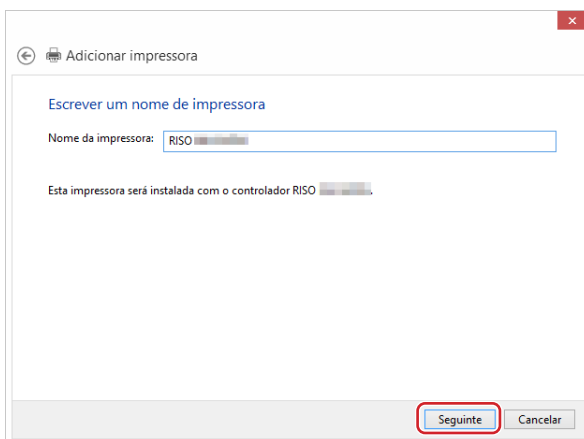 Adicionar impressora
Escrever um nome de impressora
Nome da impressora: RISO
Esta impressora será instalada com o controlador RISO .
Seguinte Cancelar